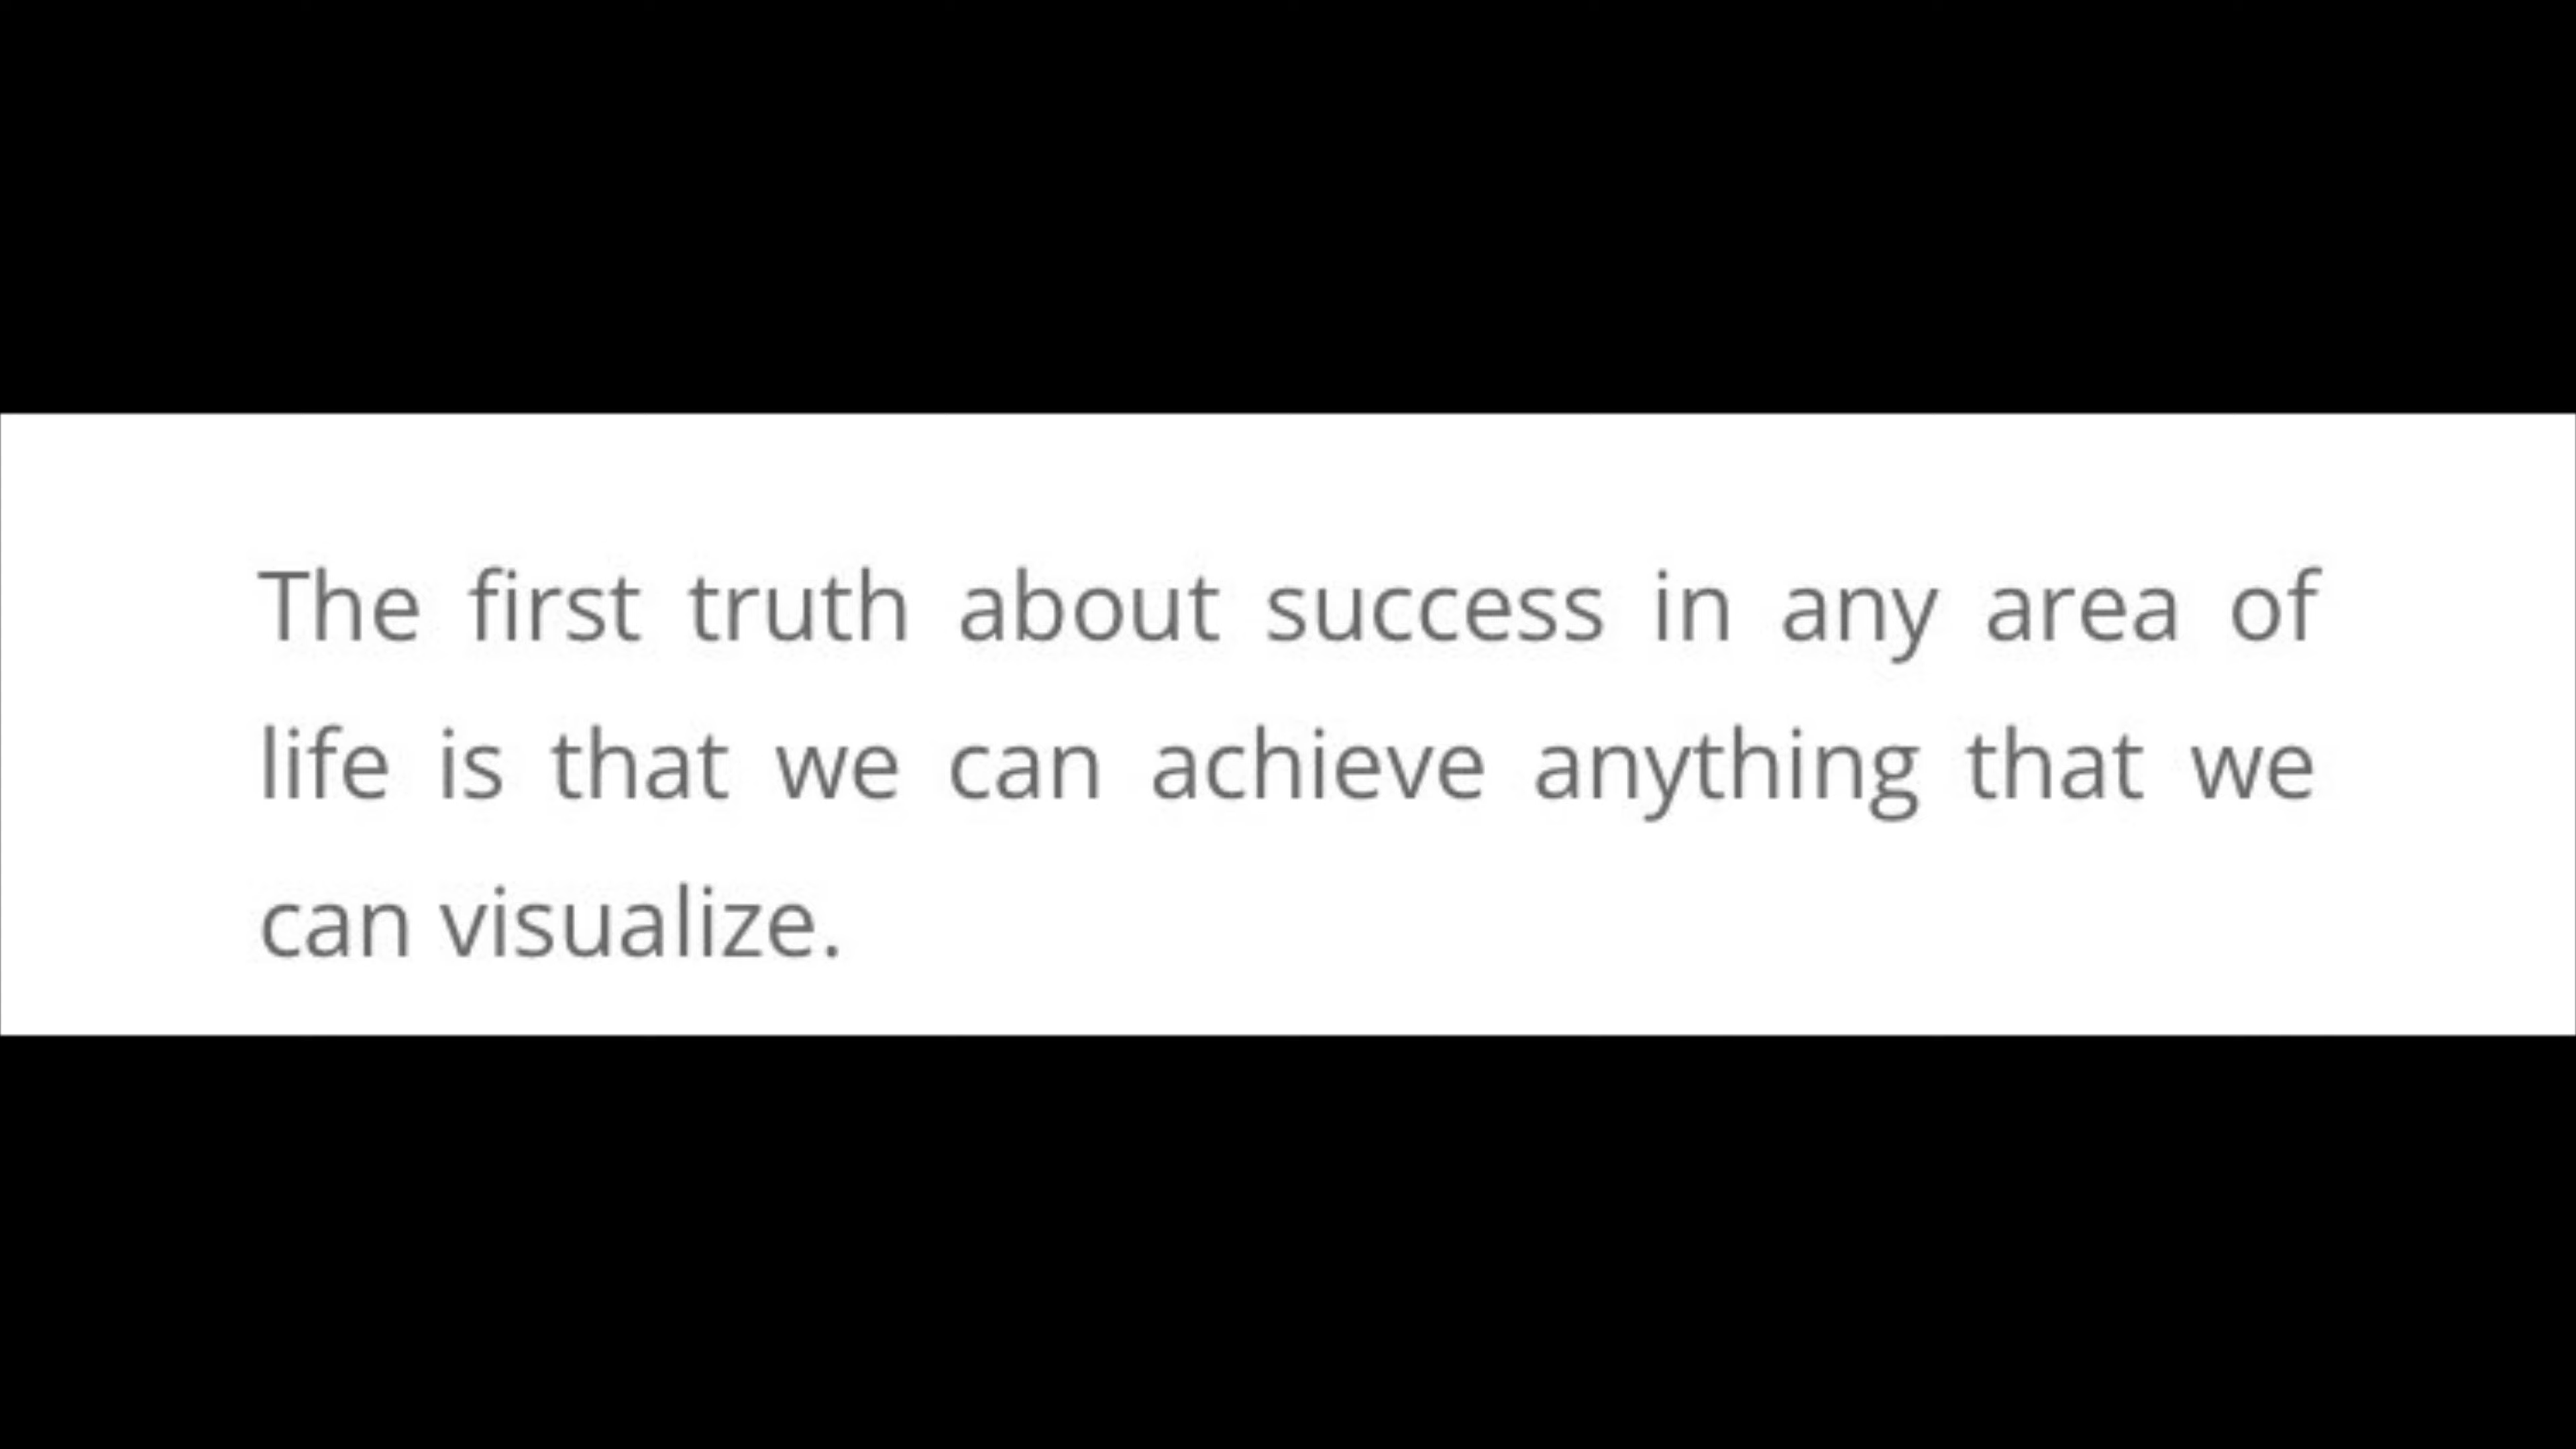 The first truth about success in any area of
life is that we can achieve anything that we
can visualize.